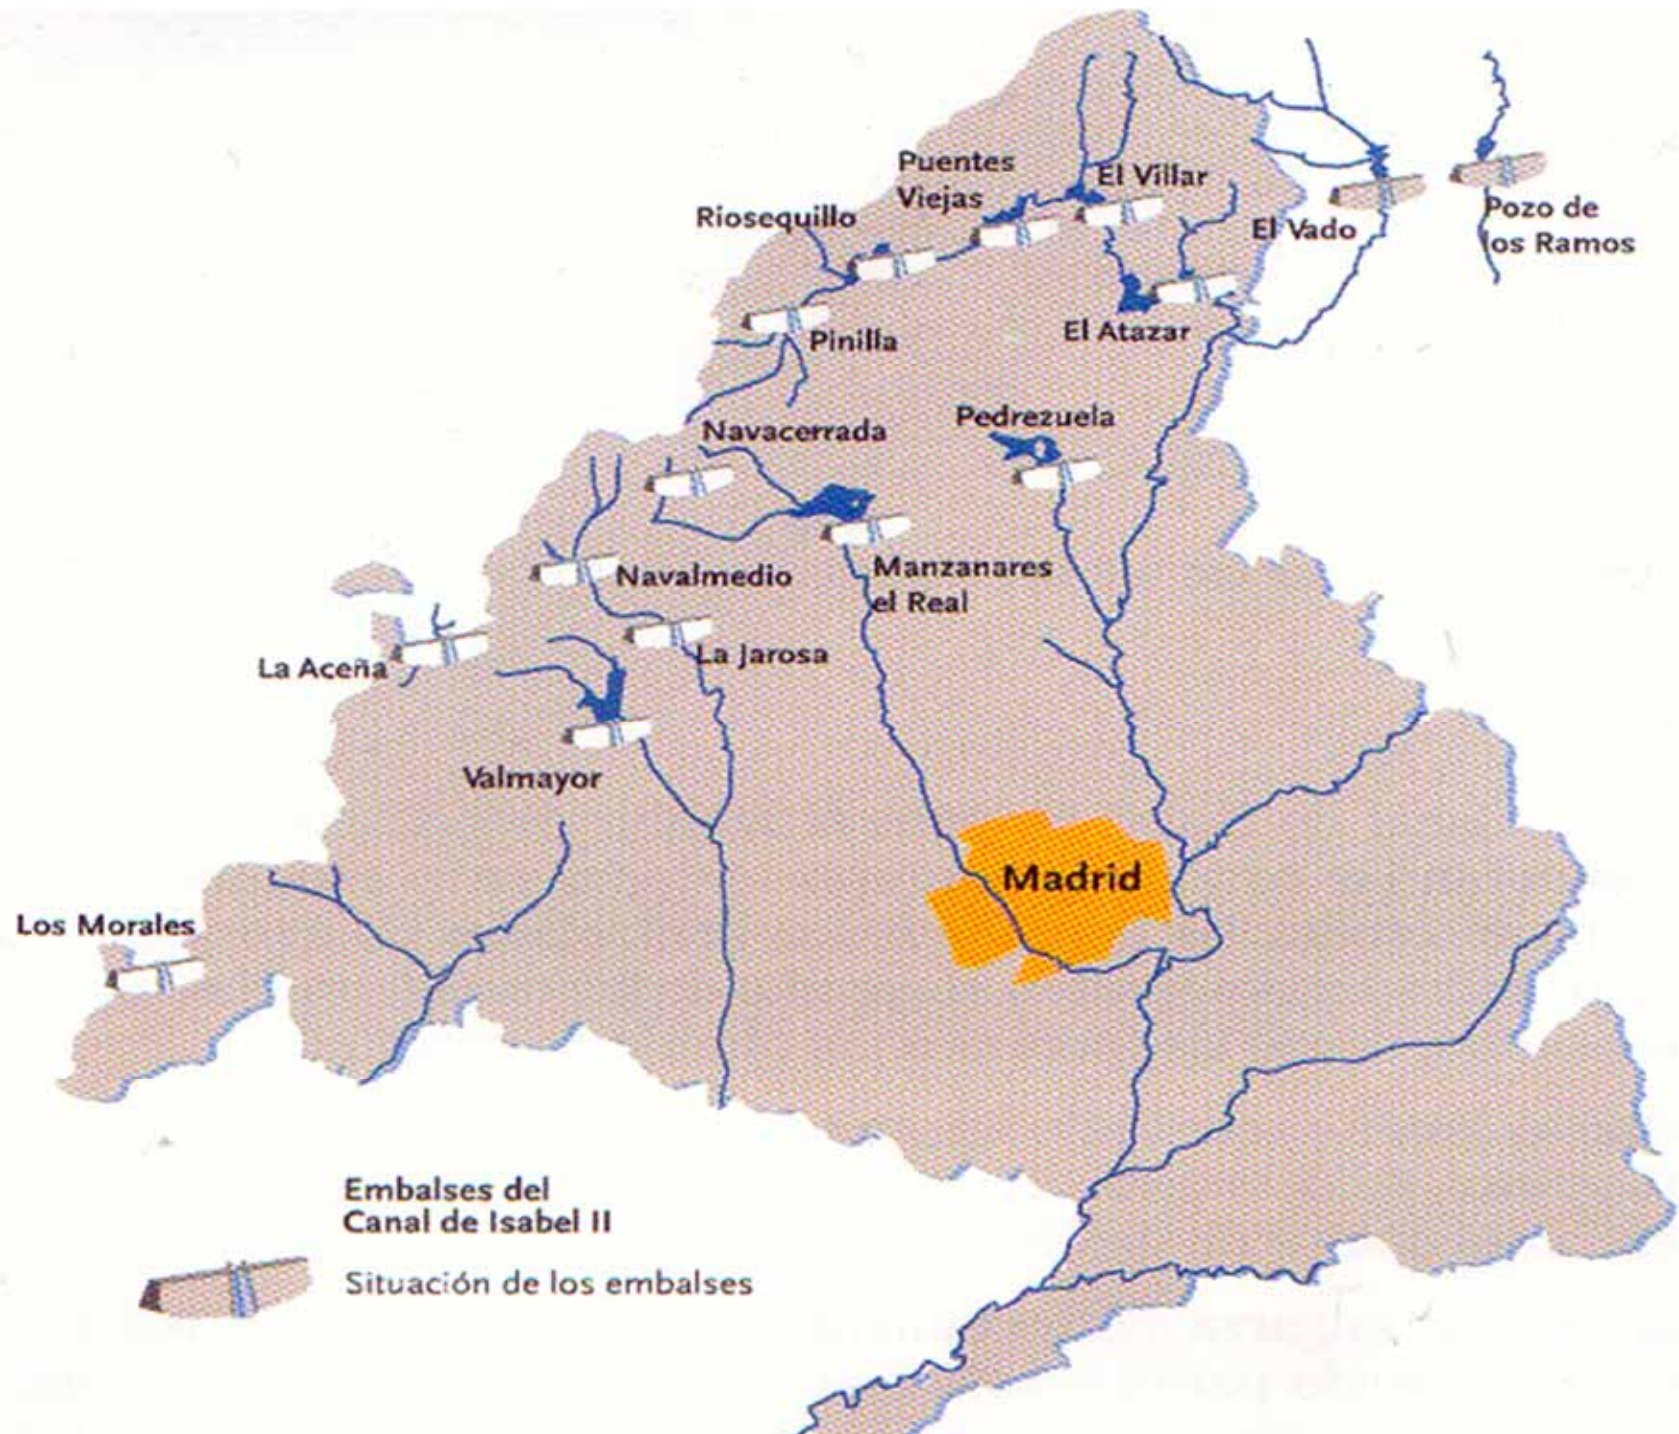 Puentes
Viejas
El Villar
Riosequillo
El Vado
Pozo de
los Ramos
Pinilla
El Atazar
Navacerrada
Pedrezuela
Navalmedio
Manzanares
el Real
La Aceña
La Jarosa
Valmayor
Madrid
Los Morales
Embalses del
Canal de Isabel II
Situación de los embalses